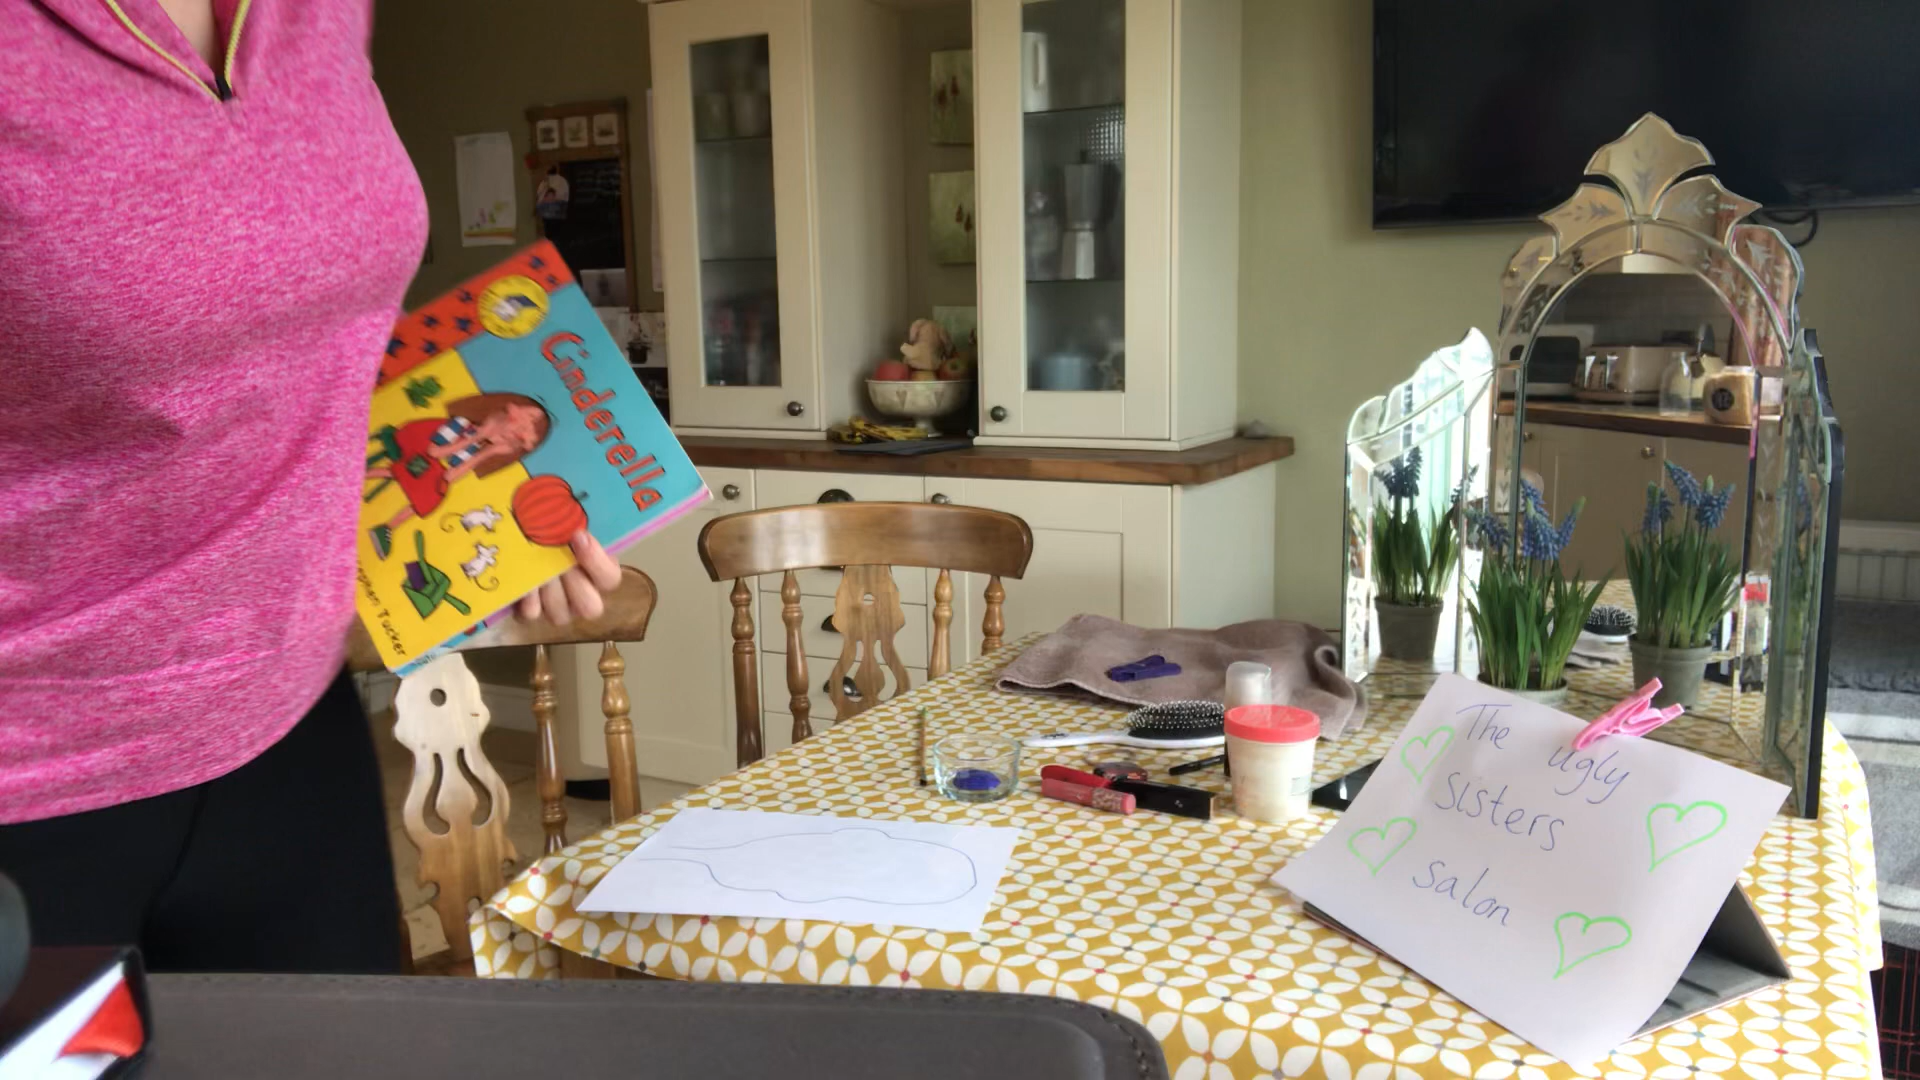 Cinderella
The ugly
sisters
salon